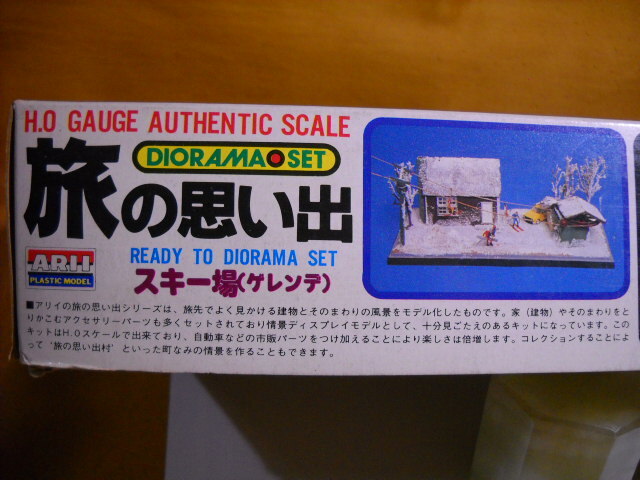 H.O GAUGE AUTHENTIC SCALE
DIORAMA SET
旅の思い出
ARII
PLASTIC MODEL
READY TO DIORAMA SET
スキー場(ゲレンデ)
■アリイの旅の思い出シリーズは、旅先でよく見かける建物とそのまわりの風景をモデル化したものです。家(建物)やそのまわりをと
りかこむアクセサリーパーツも多くセットされており情景ディスプレイモデルとして、十分見ごたえのあるキットになっています。この
キットはH.Oスケールで出来ており、自動車などの市販パーツをつけ加えることにより楽しさは倍増します。コレクションすることによ
って‘旅の思い出村’といった町なみの情景を作ることもできます。